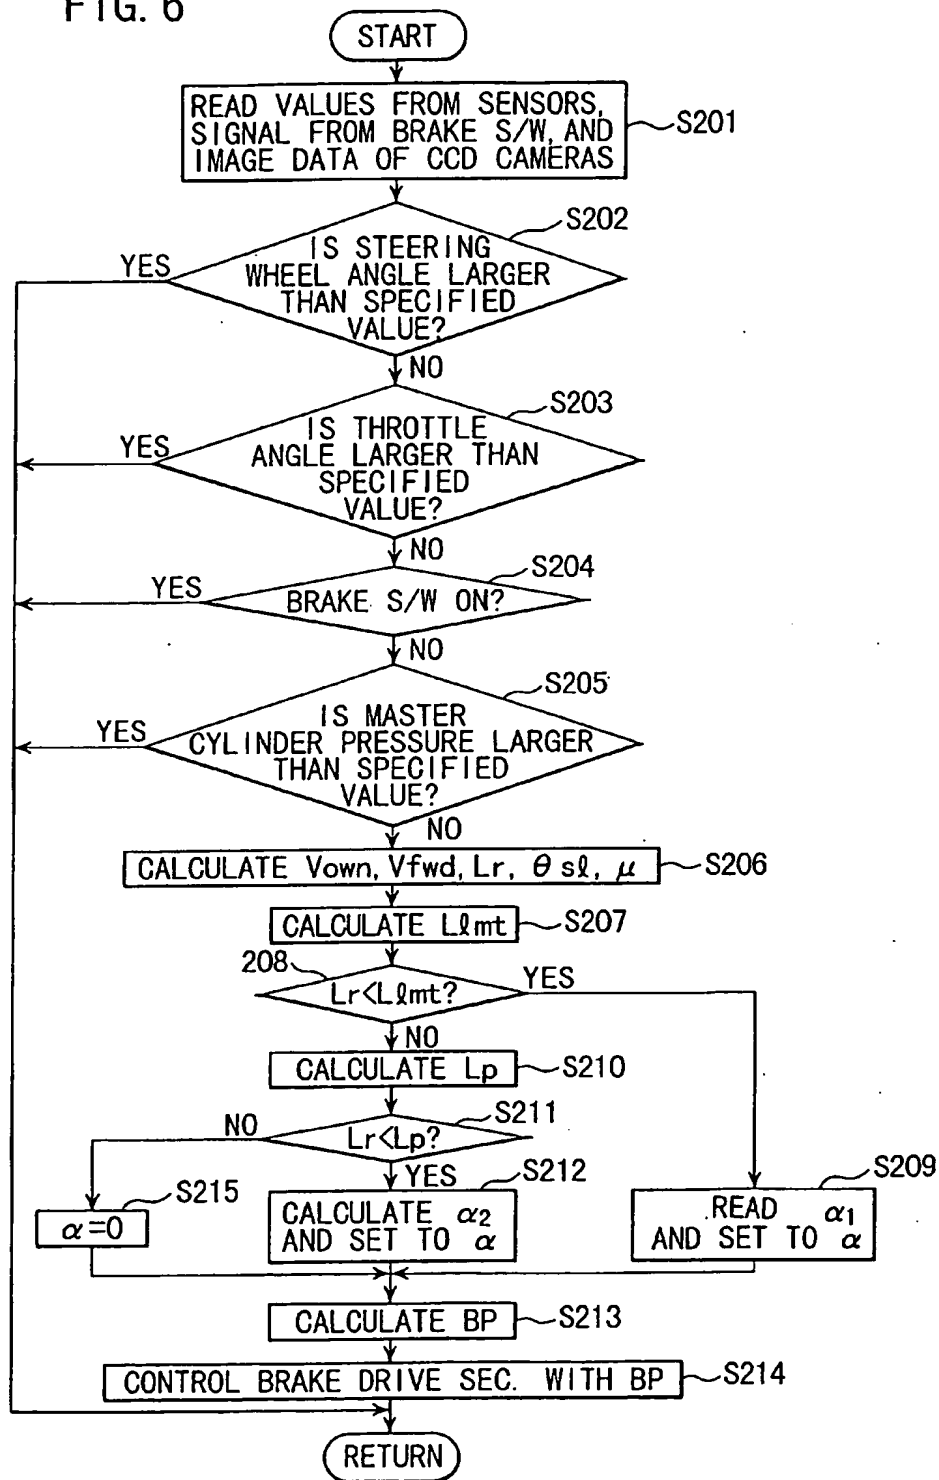 FIG. 6
START
READ VALUES FROM SENSORS,
SIGNAL FROM BRAKE S/W, AND
IMAGE DATA OF CCD CAMERAS
S201
S202
IS STEERING
WHEEL ANGLE LARGER
THAN SPECIFIED
VALUE?
YES
NO
S203
IS THROTTLE
ANGLE LARGER THAN
SPECIFIED
VALUE?
YES
NO
S204
BRAKE S/W ON?
YES
NO
S205
IS MASTER
CYLINDER PRESSURE LARGER
THAN SPECIFIED
VALUE?
YES
NO
CALCULATE Vown, Vfwd, Lr, θsℓ, μ
S206
CALCULATE Lℓmt
S207
208
Lr<Lℓmt?
YES
NO
CALCULATE Lp
S210
S211
Lr<Lp?
NO
YES
S215
α=0
S212
CALCULATE α2
AND SET TO α
S209
READ α1
AND SET TO α
CALCULATE BP
S213
CONTROL BRAKE DRIVE SEC. WITH BP
S214
RETURN